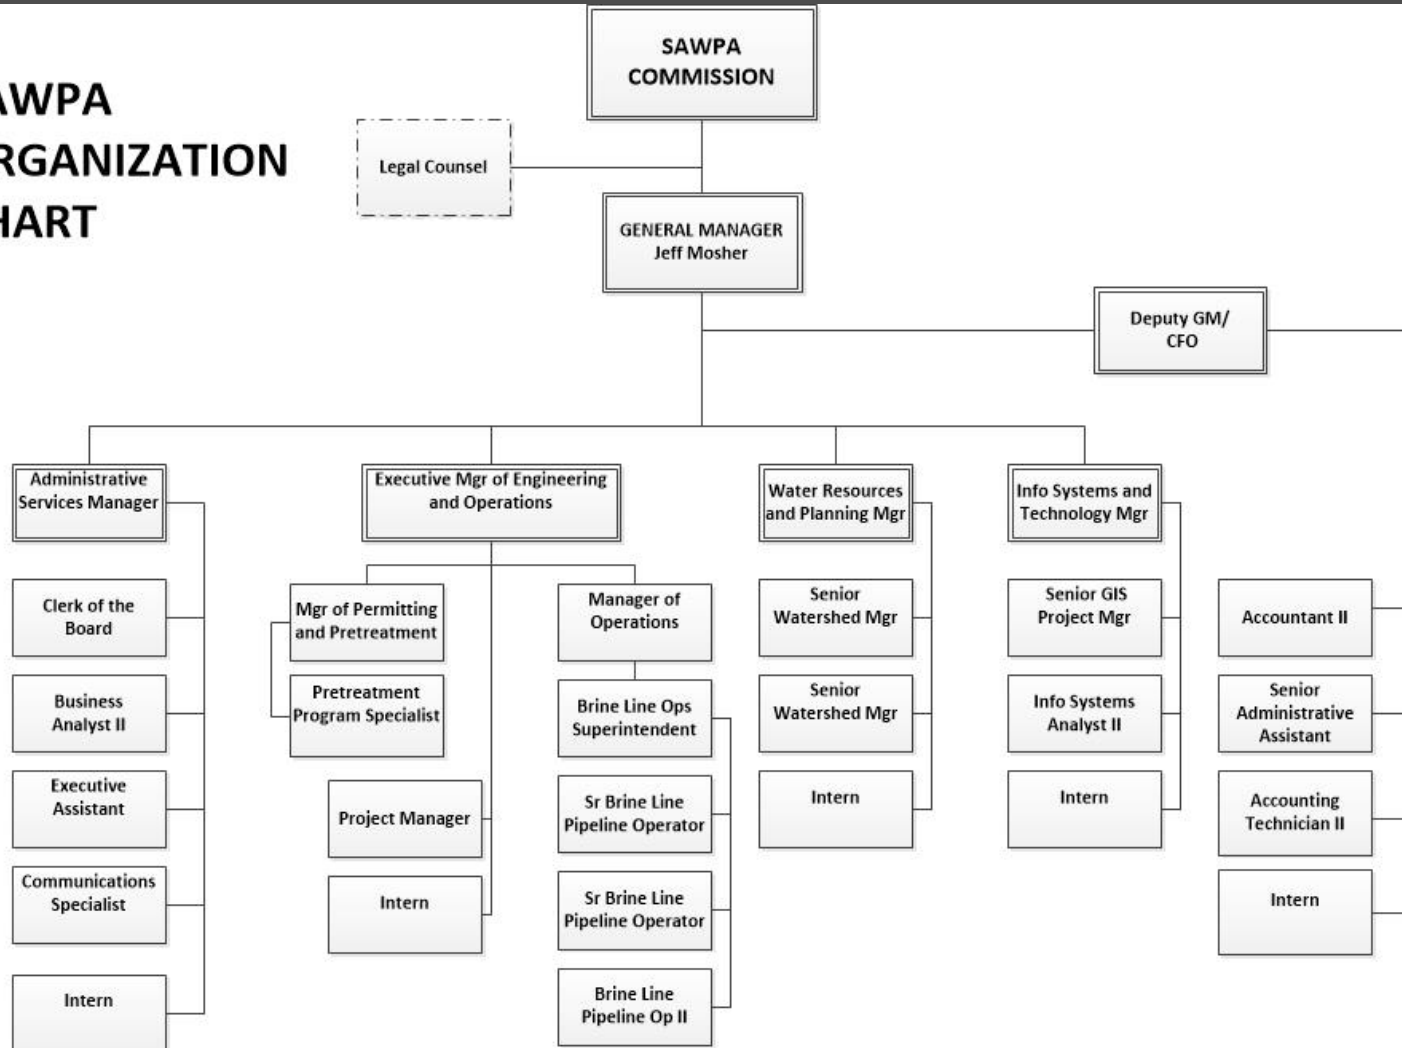 SAWPA
COMMISSION
AWPA
RGANIZATION
HART
Legal Counsel
GENERAL MANAGER
Jeff Mosher
Deputy GM/
CFO
Administrative
Services Manager
Executive Mgr of Engineering
and Operations
Water Resources
and Planning Mgr
Info Systems and
Technology Mgr
Clerk of the
Board
Business
Analyst II
Executive
Assistant
Communications
Specialist
Intern
Mgr of Permitting
and Pretreatment
Pretreatment
Program Specialist
Project Manager
Intern
Manager of
Operations
Brine Line Ops
Superintendent
Sr Brine Line
Pipeline Operator
Sr Brine Line
Pipeline Operator
Brine Line
Pipeline Op II
Senior
Watershed Mgr
Senior
Watershed Mgr
Intern
Senior GIS
Project Mgr
Info Systems
Analyst II
Intern
Accountant II
Senior
Administrative
Assistant
Accounting
Technician II
Intern